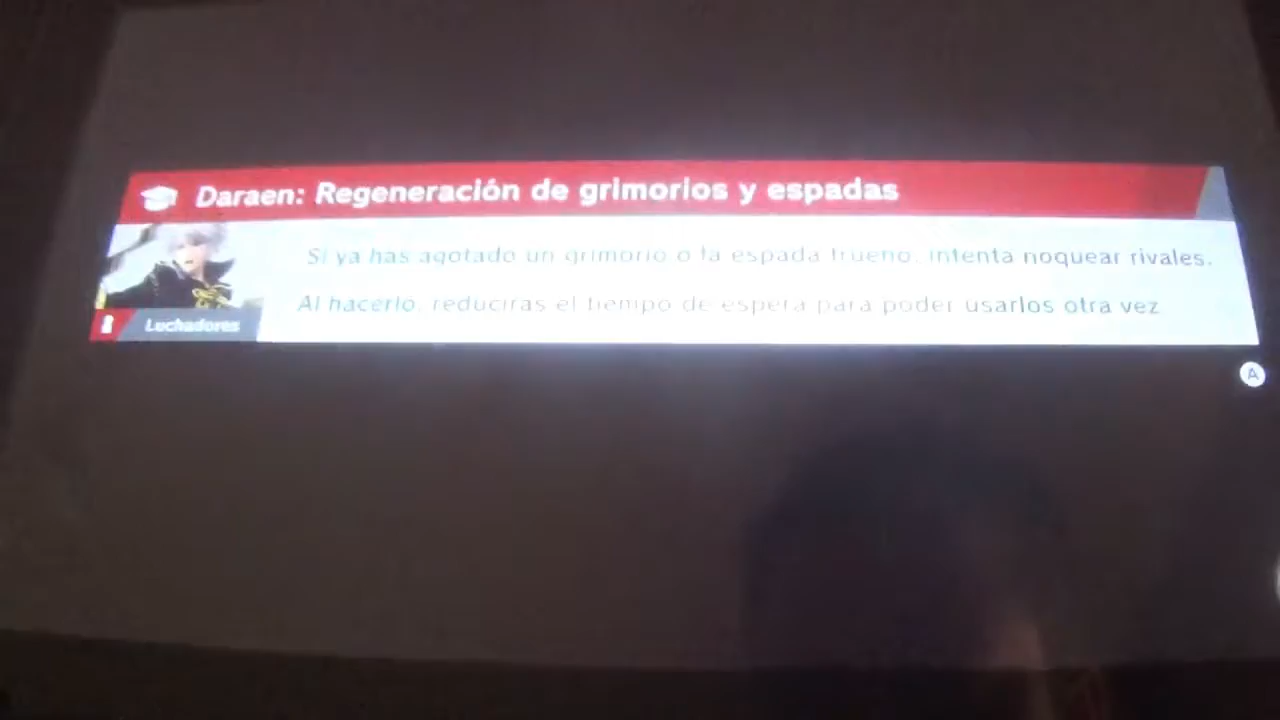 Daraen: Regeneración de grimorios y espadas
Si ya has agotado un grimorio o la espada trueno, intenta noquear rivales.
Al hacerlo, reducirás el tiempo de espera para poder usarlos otra vez
Luchadores
A